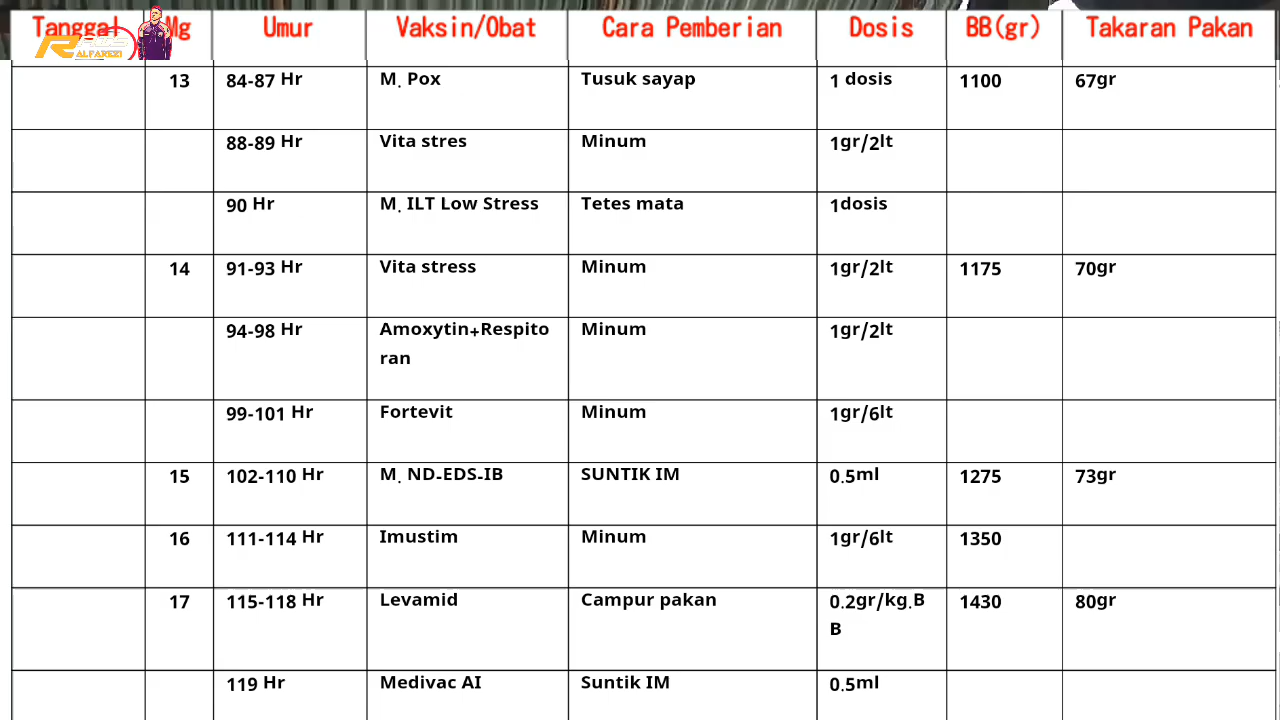 Tanggal Mg Umur Vaksin/Obat Cara Pemberian Dosis BB(gr) Takaran Pakan
ALFAREZI
13 84-87 Hr M. Pox Tusuk sayap 1 dosis 1100 67gr
88-89 Hr Vita stres Minum 1gr/2lt
90 Hr M. ILT Low Stress Tetes mata 1dosis
14 91-93 Hr Vita stress Minum 1gr/2lt 1175 70gr
94-98 Hr Amoxytin+Respito Minum 1gr/2lt
ran
99-101 Hr Fortevit Minum 1gr/6lt
15 102-110 Hr M. ND-EDS-IB SUNTIK IM 0.5ml 1275 73gr
16 111-114 Hr Imustim Minum 1gr/6lt 1350
17 115-118 Hr Levamid Campur pakan 0.2gr/kg.B 1430 80gr
B
119 Hr Medivac AI Suntik IM 0.5ml